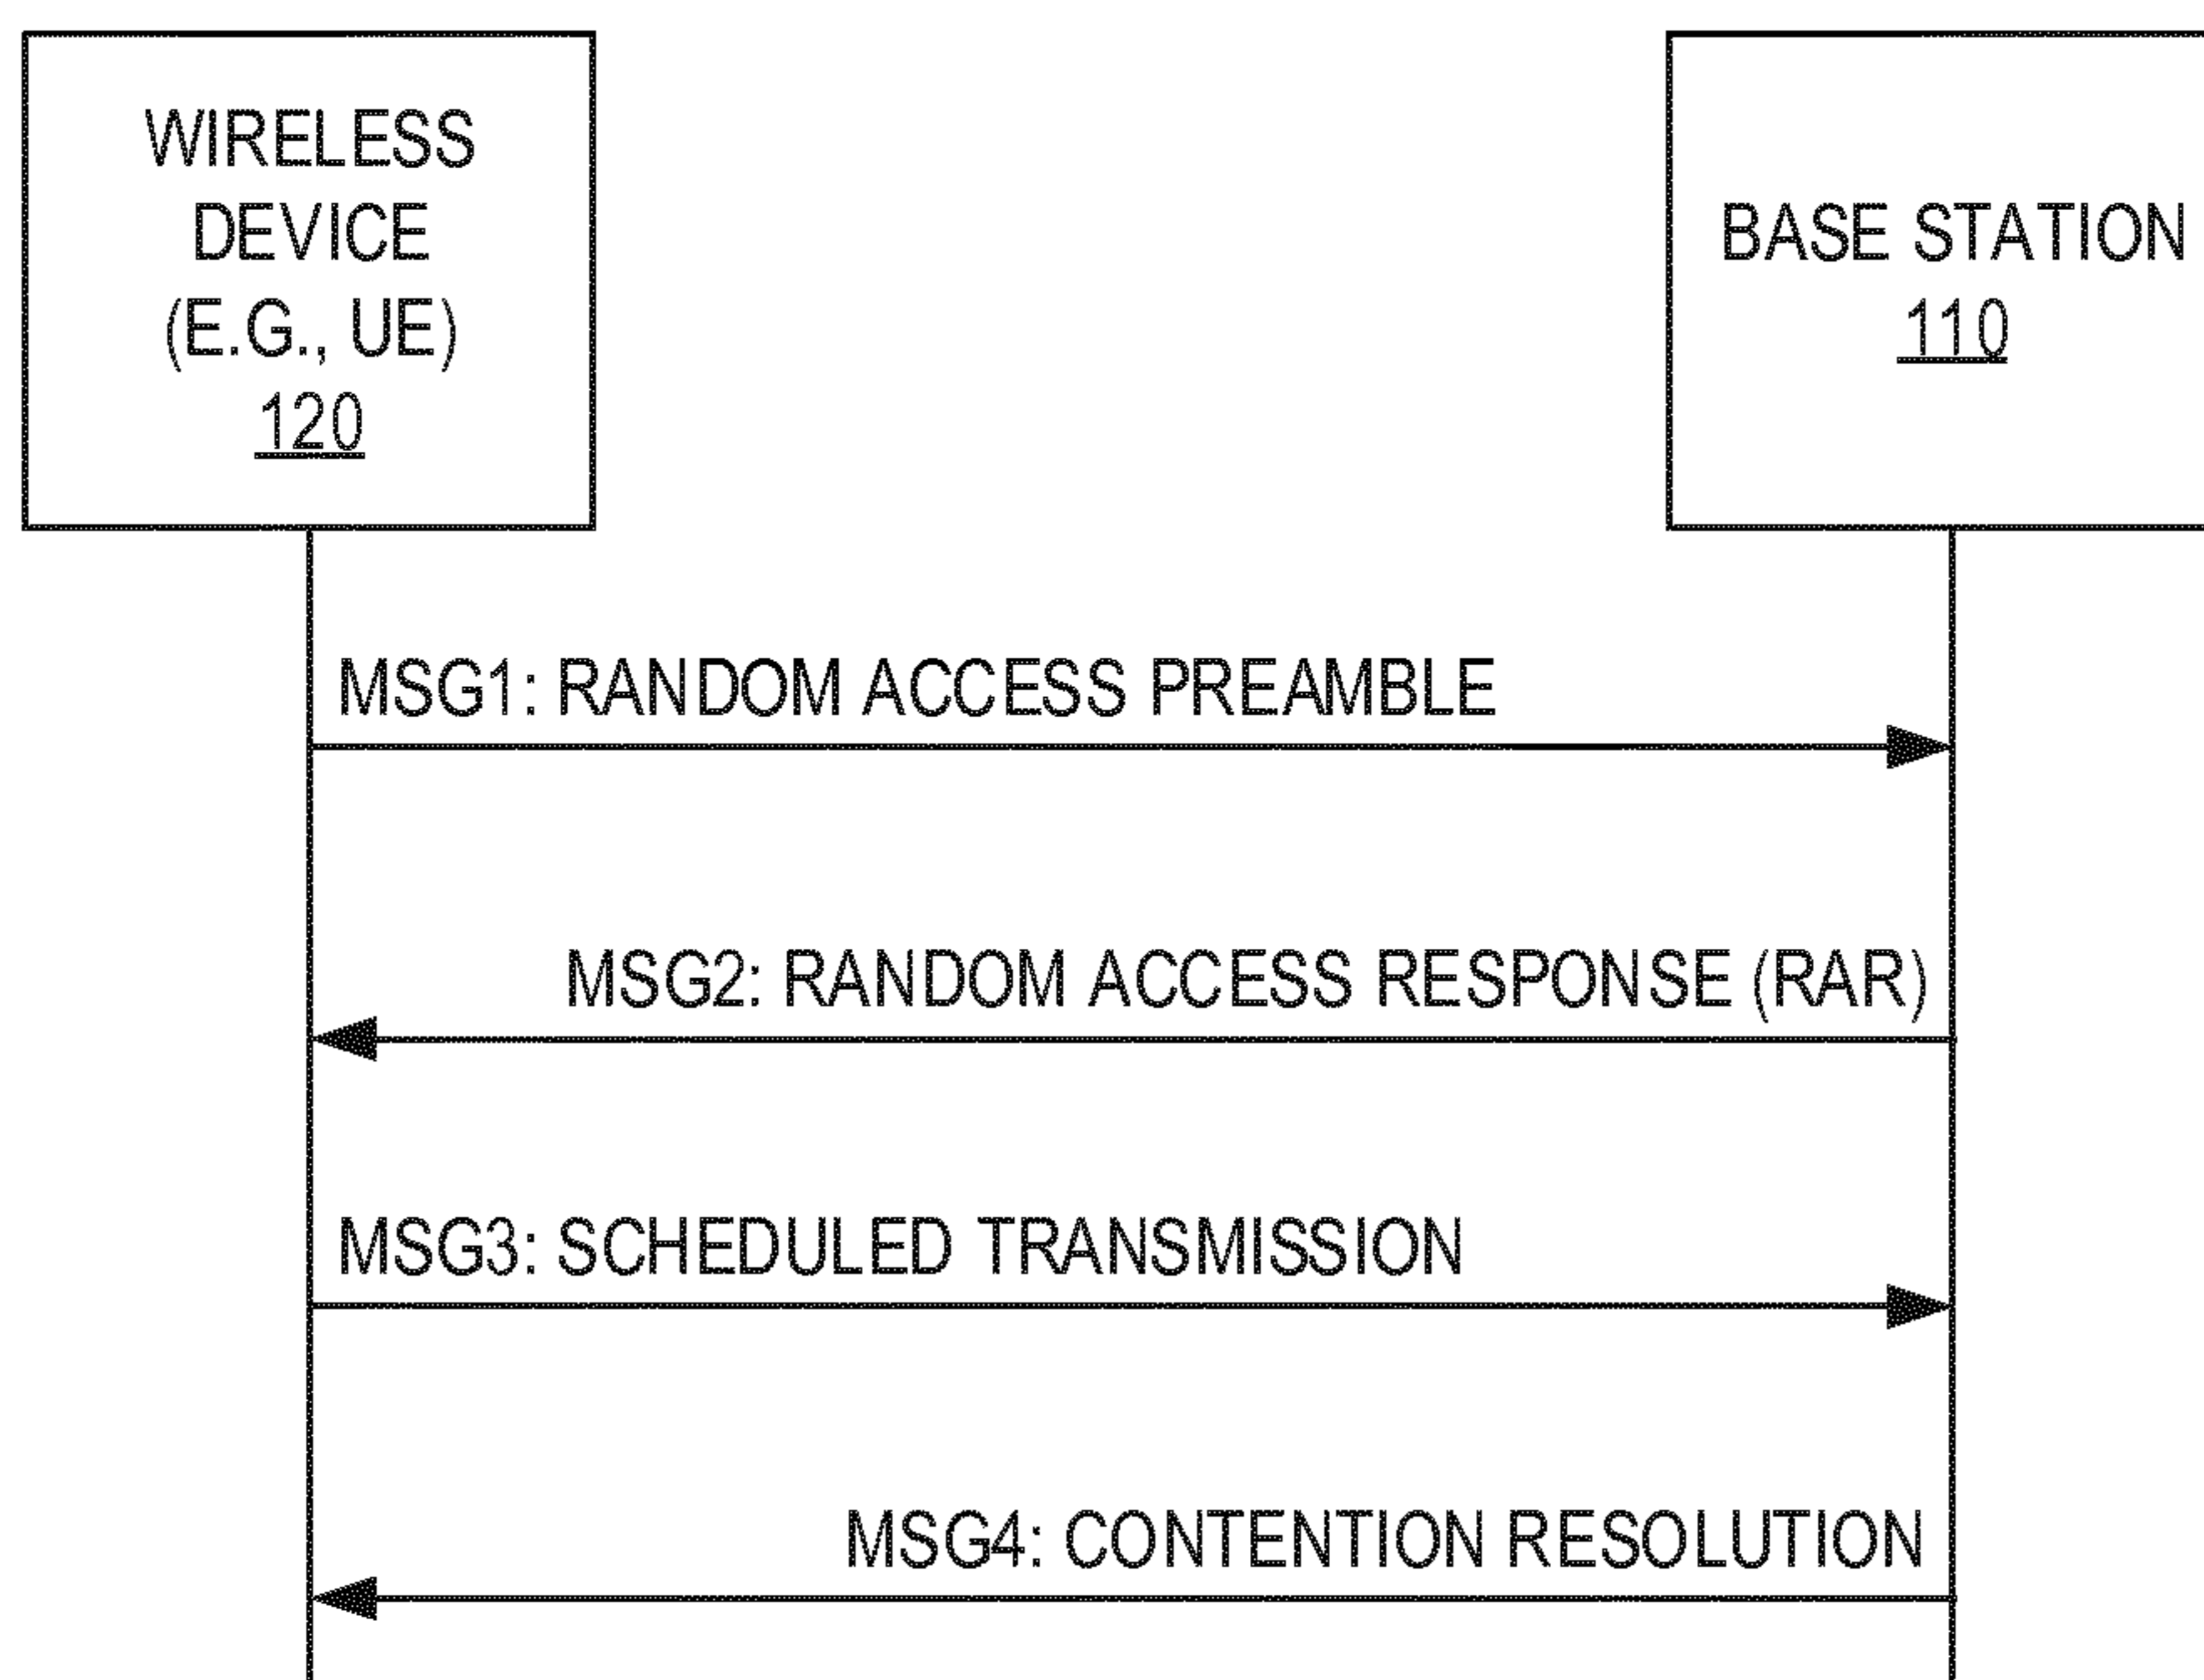 WIRELESS
DEVICE
(E.G., UE)
120
BASE STATION
110
MSG1: RANDOM ACCESS PREAMBLE
MSG2: RANDOM ACCESS RESPONSE (RAR)
MSG3: SCHEDULED TRANSMISSION
MSG4: CONTENTION RESOLUTION